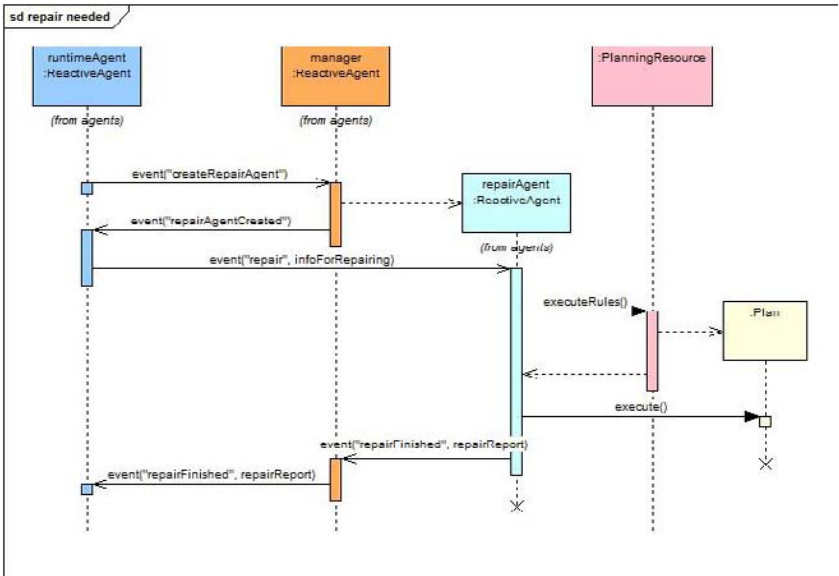 sd repair needed
runtimeAgent
:ReactiveAgent
(from agents)
manager
:ReactiveAgent
(from agents)
:PlanningResource
event("createRepairAgent")
repairAgent
:ReactiveAgent
(from agents)
event("repairAgentCreated")
event("repair", infoForRepairing)
executeRules()
:Plan
execute()
event("repairFinished", repairReport)
event("repairFinished", repairReport)